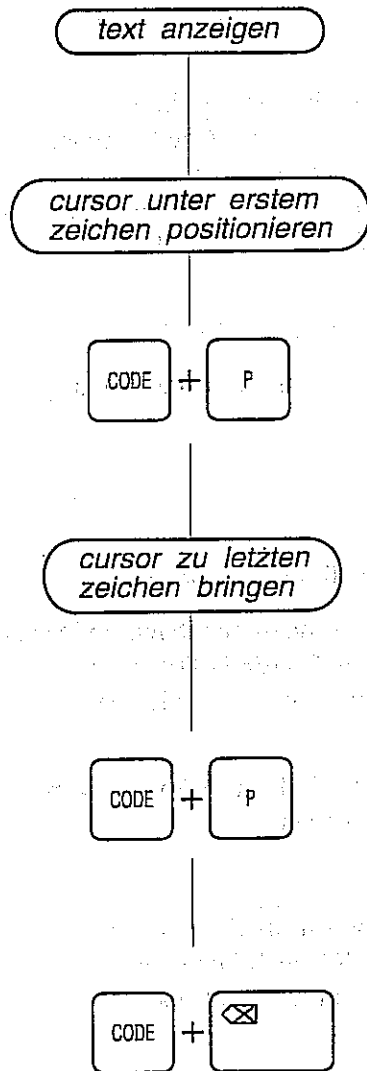 text anzeigen
cursor unter erstem
zeichen positionieren
CODE + P
cursor zu letzten
zeichen bringen
CODE + P
CODE + ⌫